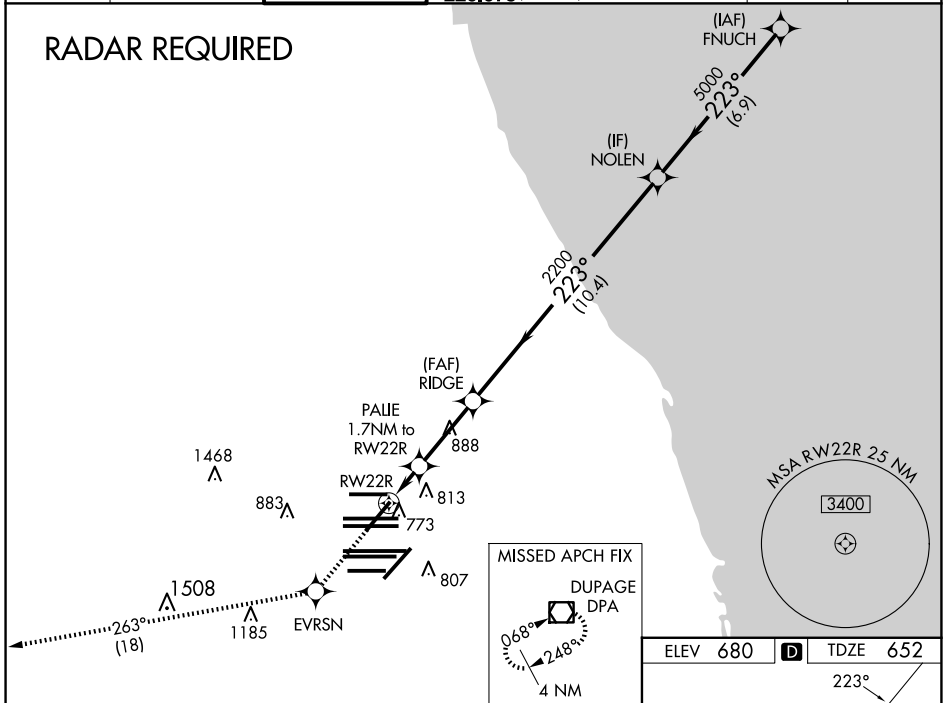 RADAR REQUIRED
(IAF)
FNUCH
5000
223°
(6.9)
(IF)
NOLEN
2200
223°
(10.4)
(FAF)
RIDGE
PALIE
1.7NM to
RW22R
888
1468
RW22R
813
883
773
MSA RW22R 25 NM
3400
807
1508
1185
EVRSN
263°
(18)
MISSED APCH FIX
DUPAGE
DPA
068°
248°
4 NM
ELEV 680 D TDZE 652
223°